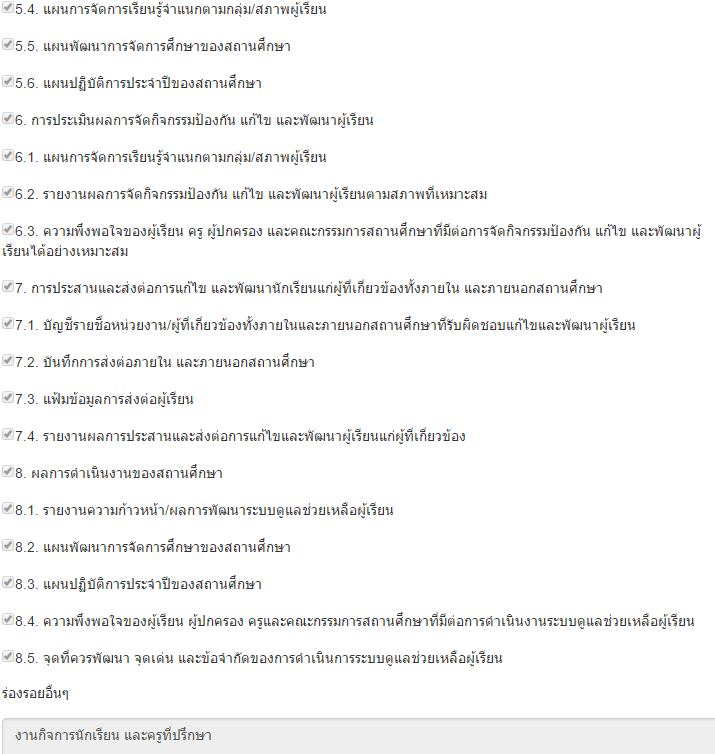 5.4. แผนการจัดการเรียนรู้จำแนกตามกลุ่ม/สภาพผู้เรียน
5.5. แผนพัฒนาการจัดการศึกษาของสถานศึกษา
5.6. แผนปฏิบัติการประจำปีของสถานศึกษา
6. การประเมินผลการจัดกิจกรรมป้องกัน แก้ไข และพัฒนาผู้เรียน
6.1. แผนการจัดการเรียนรู้จำแนกตามกลุ่ม/สภาพผู้เรียน
6.2. รายงานผลการจัดกิจกรรมป้องกัน แก้ไข และพัฒนาผู้เรียนตามสภาพที่เหมาะสม
6.3. ความพึงพอใจของผู้เรียน ครู ผู้ปกครอง และคณะกรรมการสถานศึกษาที่มีต่อการจัดกิจกรรมป้องกัน แก้ไข และพัฒนาผู้
เรียนได้อย่างเหมาะสม
7. การประสานและส่งต่อการแก้ไข และพัฒนานักเรียนแก่ผู้ที่เกี่ยวข้องทั้งภายใน และภายนอกสถานศึกษา
7.1. บัญชีรายชื่อหน่วยงาน/ผู้ที่เกี่ยวข้องทั้งภายในและภายนอกสถานศึกษาที่รับผิดชอบแก้ไขและพัฒนาผู้เรียน
7.2. บันทึกการส่งต่อภายใน และภายนอกสถานศึกษา
7.3. แฟ้มข้อมูลการส่งต่อผู้เรียน
7.4. รายงานผลการประสานและส่งต่อการแก้ไขและพัฒนาผู้เรียนแก่ผู้ที่เกี่ยวข้อง
8. ผลการดำเนินงานของสถานศึกษา
8.1. รายงานความก้าวหน้า/ผลการพัฒนาระบบดูแลช่วยเหลือผู้เรียน
8.2. แผนพัฒนาการจัดการศึกษาของสถานศึกษา
8.3. แผนปฏิบัติการประจำปีของสถานศึกษา
8.4. ความพึงพอใจของผู้เรียน ผู้ปกครอง ครูและคณะกรรมการสถานศึกษาที่มีต่อการดำเนินงานระบบดูแลช่วยเหลือผู้เรียน
8.5. จุดที่ควรพัฒนา จุดเด่น และข้อจำกัดของการดำเนินการระบบดูแลช่วยเหลือผู้เรียน
ร่องรอยอื่นๆ
งานกิจการนักเรียน และครูที่ปรึกษา